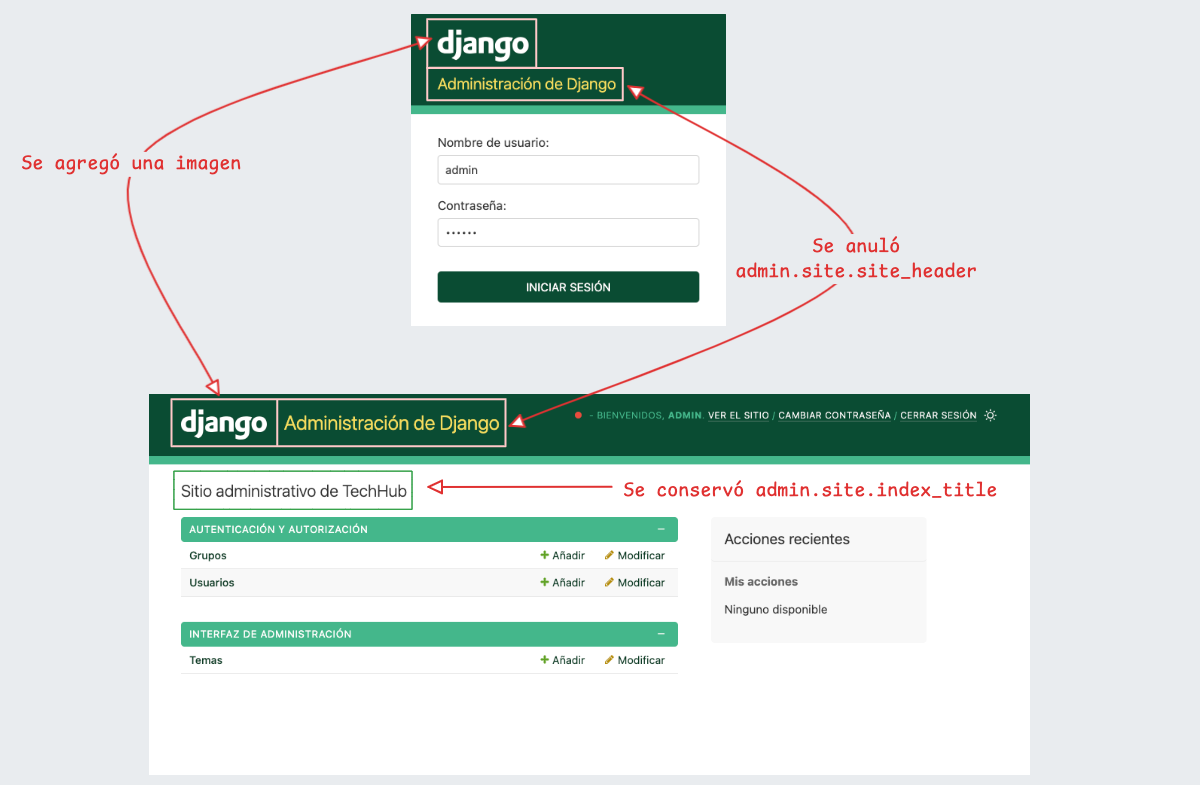 django
Administración de Django
Nombre de usuario:
admin
Contraseña:
••••••
INICIAR SESIÓN
Se agregó una imagen
Se anuló
admin.site.site_header
django Administración de Django
- BIENVENIDOS, ADMIN. VER EL SITIO / CAMBIAR CONTRASEÑA / CERRAR SESIÓN
Sitio administrativo de TechHub
Se conservó admin.site.index_title
AUTENTICACIÓN Y AUTORIZACIÓN −
Grupos + Añadir Modificar
Usuarios + Añadir Modificar
INTERFAZ DE ADMINISTRACIÓN −
Temas + Añadir Modificar
Acciones recientes
Mis acciones
Ninguno disponible